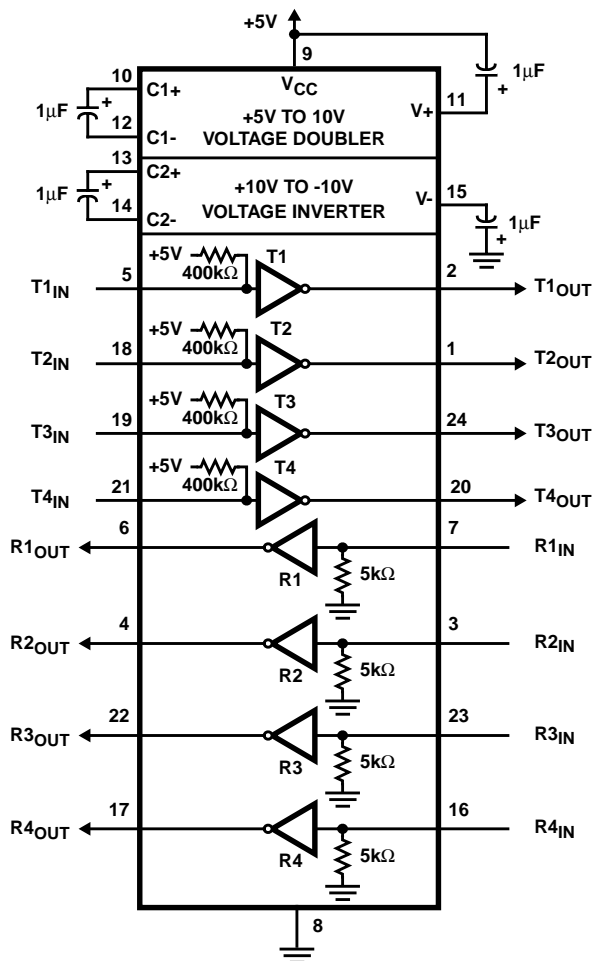 +5V
9
10
C1+
VCC
1µF
+
1µF
+
11
V+
12
C1-
+5V TO 10V
VOLTAGE DOUBLER
13
C2+
1µF
+
+10V TO -10V
VOLTAGE INVERTER
V-
15
14
C2-
1µF
+
+5V
400kΩ
T1
T1IN
5
2
T1OUT
+5V
400kΩ
T2
T2IN
18
1
T2OUT
+5V
400kΩ
T3
T3IN
19
24
T3OUT
+5V
400kΩ
T4
T4IN
21
20
T4OUT
R1OUT
6
7
R1IN
R1
5kΩ
R2OUT
4
3
R2IN
R2
5kΩ
R3OUT
22
23
R3IN
R3
5kΩ
R4OUT
17
16
R4IN
R4
5kΩ
8